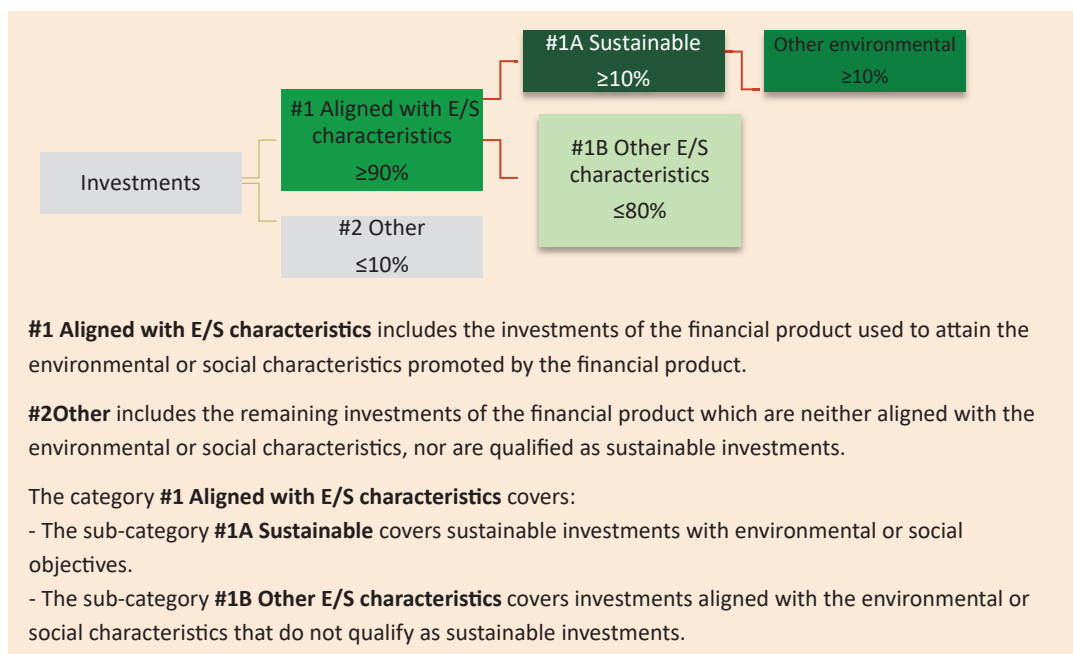 #1A Sustainable
≥10%
Other environmental
≥10%
#1 Aligned with E/S
characteristics
≥90%
#1B Other E/S
characteristics
≤80%
Investments
#2 Other
≤10%
#1 Aligned with E/S characteristics includes the investments of the financial product used to attain the
environmental or social characteristics promoted by the financial product.
#2Other includes the remaining investments of the financial product which are neither aligned with the
environmental or social characteristics, nor are qualified as sustainable investments.
The category #1 Aligned with E/S characteristics covers:
- The sub-category #1A Sustainable covers sustainable investments with environmental or social
objectives.
- The sub-category #1B Other E/S characteristics covers investments aligned with the environmental or
social characteristics that do not qualify as sustainable investments.